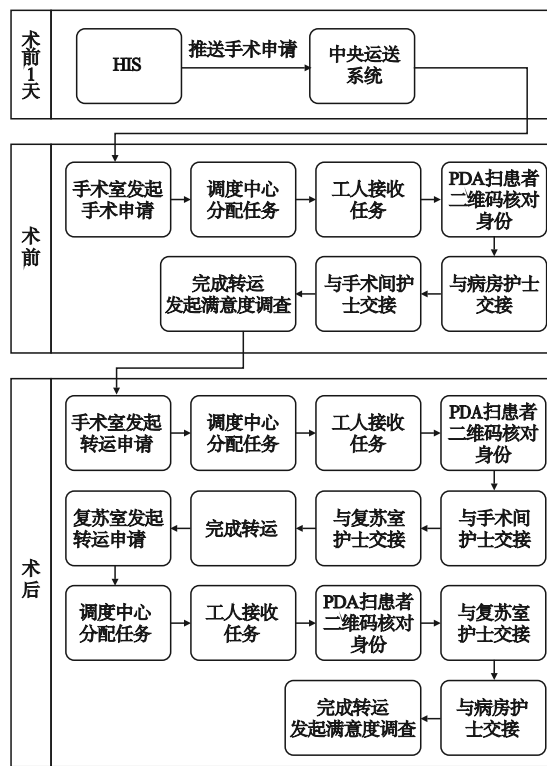 术前1天
HIS
推送手术申请
中央运送
系统
术前
手术室发起
手术申请
调度中心
分配任务
工人接收
任务
PDA扫患者
二维码核对
身份
完成转运
发起满意度调查
与手术间护
士交接
与病房护士
交接
术后
手术室发起
转运申请
调度中心
分配任务
工人接收
任务
PDA扫患者
二维码核对
身份
复苏室发起
转运申请
完成转运
与复苏室
护士交接
与手术间
护士交接
调度中心
分配任务
工人接收
任务
PDA扫患者
二维码核对
身份
与复苏室
护士交接
完成转运
发起满意度调查
与病房护
士交接